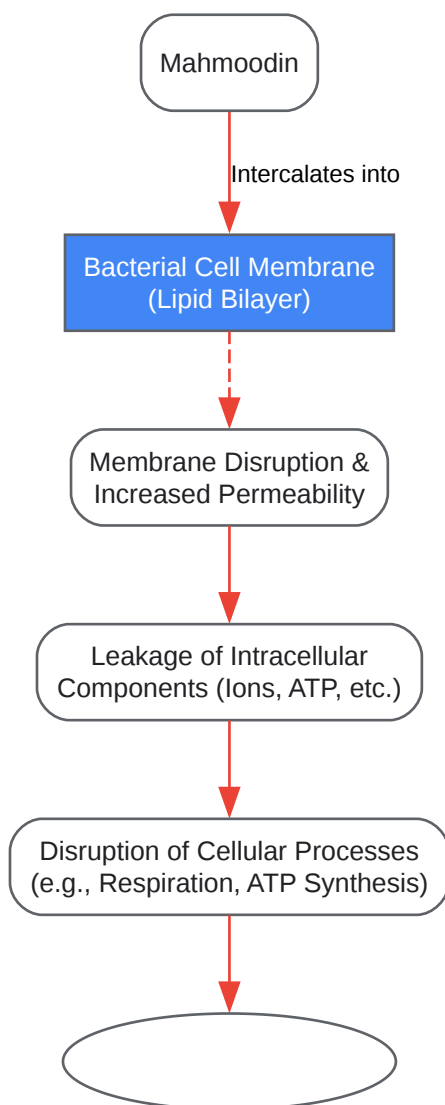 Mahmoodin
Intercalates into
Bacterial Cell Membrane
(Lipid Bilayer)
Membrane Disruption &
Increased Permeability
Leakage of Intracellular
Components (Ions, ATP, etc.)
Disruption of Cellular Processes
(e.g., Respiration, ATP Synthesis)